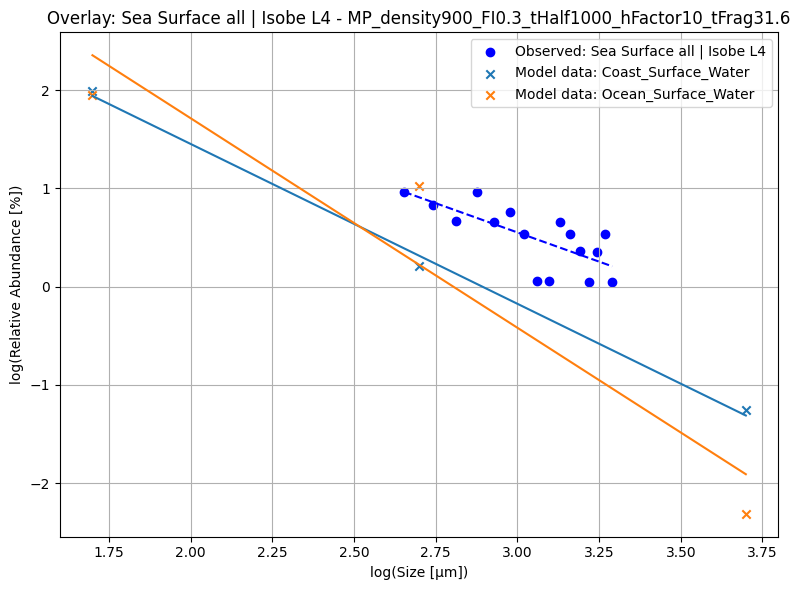 Overlay: Sea Surface all | Isobe L4 - MP_density900_FI0.3_tHalf1000_hFactor10_tFrag31.6
Observed: Sea Surface all | Isobe L4
Model data: Coast_Surface_Water
Model data: Ocean_Surface_Water
log(Relative Abundance [%])
2
1
0
−1
−2
1.75
2.00
2.25
2.50
2.75
3.00
3.25
3.50
3.75
log(Size [µm])